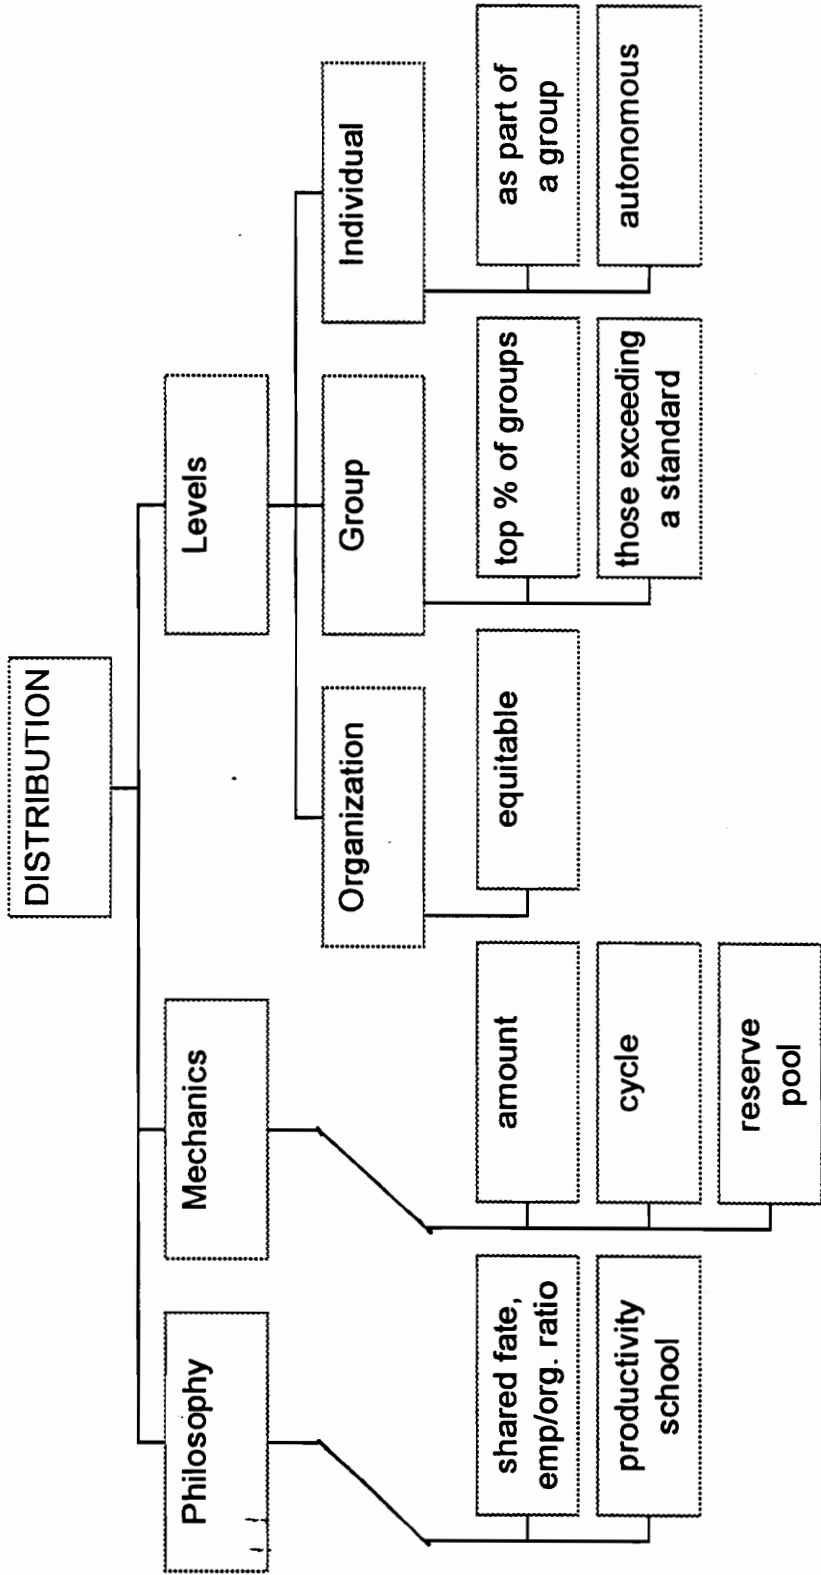 DISTRIBUTION
Philosophy
Mechanics
Levels
Organization
Group
Individual
shared fate,
emp/org. ratio
productivity
school
amount
cycle
reserve
pool
equitable
top % of groups
those exceeding
a standard
as part of
a group
autonomous